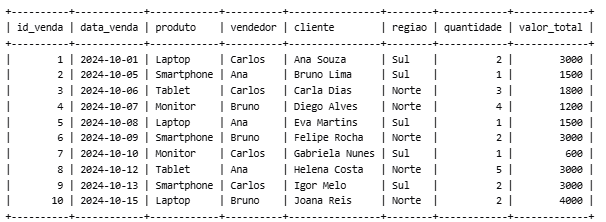 +----------+------------+------------+----------+---------------+--------+------------+-------------+
| id_venda | data_venda | produto    | vendedor | cliente       | regiao | quantidade | valor_total |
+----------+------------+------------+----------+---------------+--------+------------+-------------+
|        1 | 2024-10-01 | Laptop     | Carlos   | Ana Souza     | Sul    |          2 |        3000 |
|        2 | 2024-10-05 | Smartphone | Ana      | Bruno Lima    | Sul    |          1 |        1500 |
|        3 | 2024-10-06 | Tablet     | Carlos   | Carla Dias    | Norte  |          3 |        1800 |
|        4 | 2024-10-07 | Monitor    | Bruno    | Diego Alves   | Norte  |          4 |        1200 |
|        5 | 2024-10-08 | Laptop     | Ana      | Eva Martins   | Sul    |          1 |        1500 |
|        6 | 2024-10-09 | Smartphone | Bruno    | Felipe Rocha  | Norte  |          2 |        3000 |
|        7 | 2024-10-10 | Monitor    | Carlos   | Gabriela Nunes | Sul    |          1 |         600 |
|        8 | 2024-10-12 | Tablet     | Ana      | Helena Costa  | Norte  |          5 |        3000 |
|        9 | 2024-10-13 | Smartphone | Carlos   | Igor Melo     | Sul    |          2 |        3000 |
|       10 | 2024-10-15 | Laptop     | Bruno    | Joana Reis    | Norte  |          2 |        4000 |
+----------+------------+------------+----------+---------------+--------+------------+-------------+